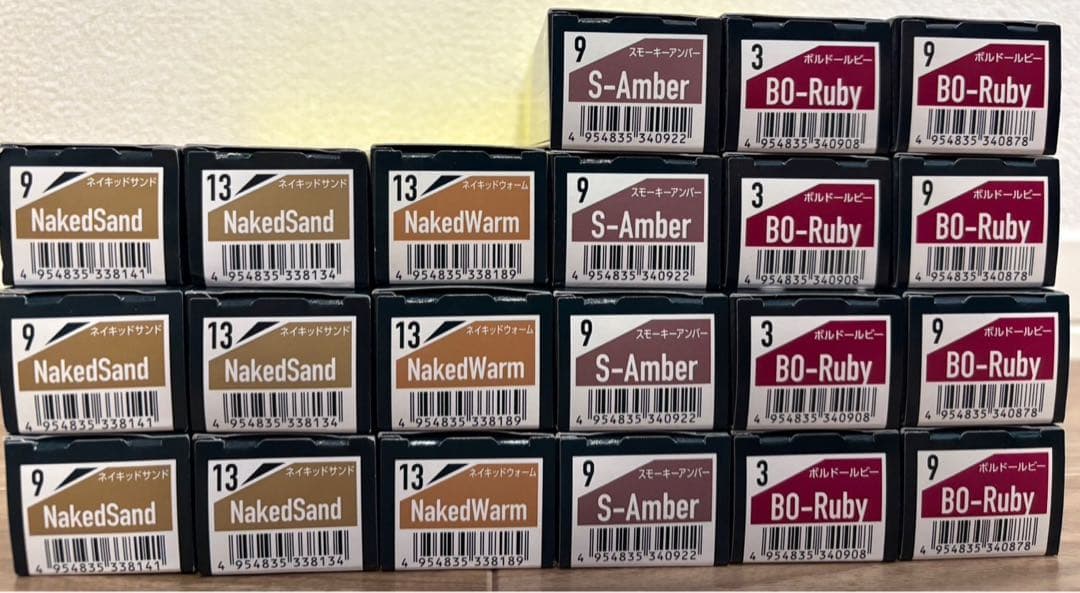 9 スモーキーアンバー
S-Amber
4 954835 340922
3 ボルドールビー
BO-Ruby
4 954835 340908
9 ボルドールビー
BO-Ruby
4 954835 340878
9 ネイキッドサンド
NakedSand
4 954835 338141
13 ネイキッドサンド
NakedSand
4 954835 338134
13 ネイキッドウォーム
NakedWarm
4 954835 338189
9 スモーキーアンバー
S-Amber
4 954835 340922
3 ボルドールビー
BO-Ruby
4 954835 340908
9 ボルドールビー
BO-Ruby
4 954835 340878
9 ネイキッドサンド
NakedSand
4 954835 338141
13 ネイキッドサンド
NakedSand
4 954835 338134
13 ネイキッドウォーム
NakedWarm
4 954835 338189
9 スモーキーアンバー
S-Amber
4 954835 340922
3 ボルドールビー
BO-Ruby
4 954835 340908
9 ボルドールビー
BO-Ruby
4 954835 340878
9 ネイキッドサンド
NakedSand
4 954835 338141
13 ネイキッドサンド
NakedSand
4 954835 338134
13 ネイキッドウォーム
NakedWarm
4 954835 338189
9 スモーキーアンバー
S-Amber
4 954835 340922
3 ボルドールビー
BO-Ruby
4 954835 340908
9 ボルドールビー
BO-Ruby
4 954835 340878